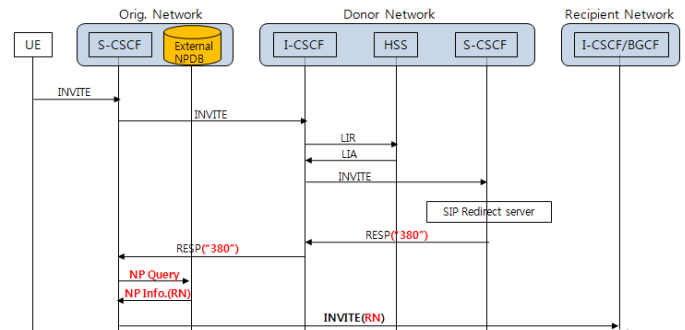 Orig. Network
Donor Network
Recipient Network
UE
S-CSCF
External
NPDB
I-CSCF
HSS
S-CSCF
I-CSCF/BGCF
INVITE
INVITE
LIR
LIA
INVITE
SIP Redirect server
RESP("380")
RESP("380")
NP Query
NP Info.(RN)
INVITE(RN)